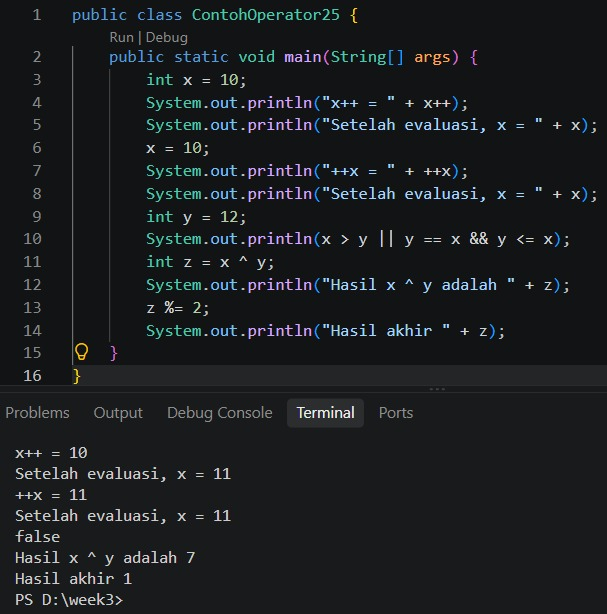 1 public class ContohOperator25 {
Run | Debug
2 public static void main(String[] args) {
3 int x = 10;
4 System.out.println("x++ = " + x++);
5 System.out.println("Setelah evaluasi, x = " + x);
6 x = 10;
7 System.out.println("++x = " + ++x);
8 System.out.println("Setelah evaluasi, x = " + x);
9 int y = 12;
10 System.out.println(x > y || y == x && y <= x);
11 int z = x ^ y;
12 System.out.println("Hasil x ^ y adalah " + z);
13 z %= 2;
14 System.out.println("Hasil akhir " + z);
15 }
16 }
Problems Output Debug Console Terminal Ports
x++ = 10
Setelah evaluasi, x = 11
++x = 11
Setelah evaluasi, x = 11
false
Hasil x ^ y adalah 7
Hasil akhir 1
PS D:\week3>